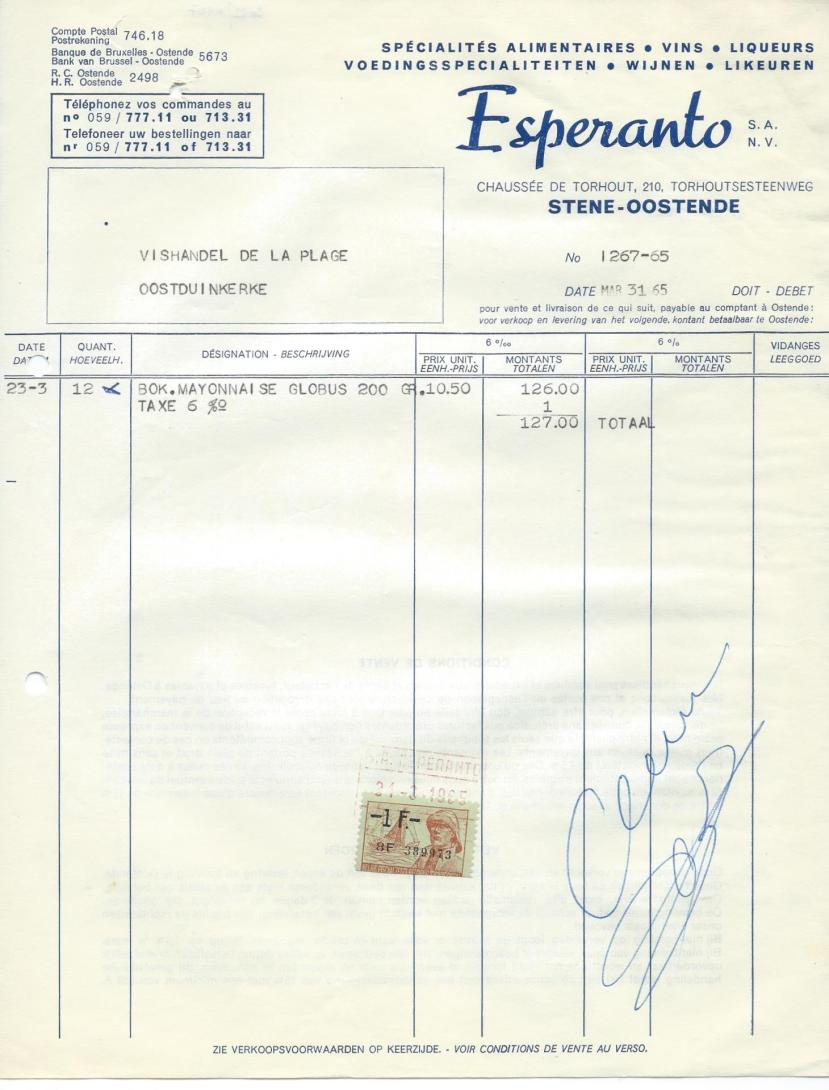 Compte Postal
Postrekening 746.18
Banque de Bruxelles - Ostende
Bank van Brussel - Oostende 5673
R. C. Ostende
H. R. Oostende 2498
Téléphonez vos commandes au
nº 059 / 777.11 ou 713.31
Telefoneer uw bestellingen naar
nr 059 / 777.11 of 713.31
SPÉCIALITÉS ALIMENTAIRES • VINS • LIQUEURS
VOEDINGSSPECIALITEITEN • WIJNEN • LIKEUREN
Esperanto S. A.
N. V.
CHAUSSÉE DE TORHOUT, 210, TORHOUTSESTEENWEG
STENE-OOSTENDE
VISHANDEL DE LA PLAGE
OOSTDUINKERKE
No 1267-65
DATE MAR 31 65 DOIT - DEBET
pour vente et livraison de ce qui suit, payable au comptant à Ostende:
voor verkoop en levering van het volgende, kontant betaalbaar te Oostende:
DATE QUANT. HOEVEELH. DÉSIGNATION - BESCHRIJVING 6 º/ₒₒ 6 º/ₒ VIDANGES LEEGGOED
PRIX UNIT. MONTANTS PRIX UNIT. MONTANTS
EENH.-PRIJS TOTALEN EENH.-PRIJS TOTALEN
23-3 12 BOK.MAYONNAISE GLOBUS 200 GR.10.50 126.00
TAXE 6 %º 1
127.00 TOTAAL
S.A. ESPERANTO
31-3-1965
-1 F.-
8F 389973
ZIE VERKOOPSVOORWAARDEN OP KEERZIJDE. - VOIR CONDITIONS DE VENTE AU VERSO.